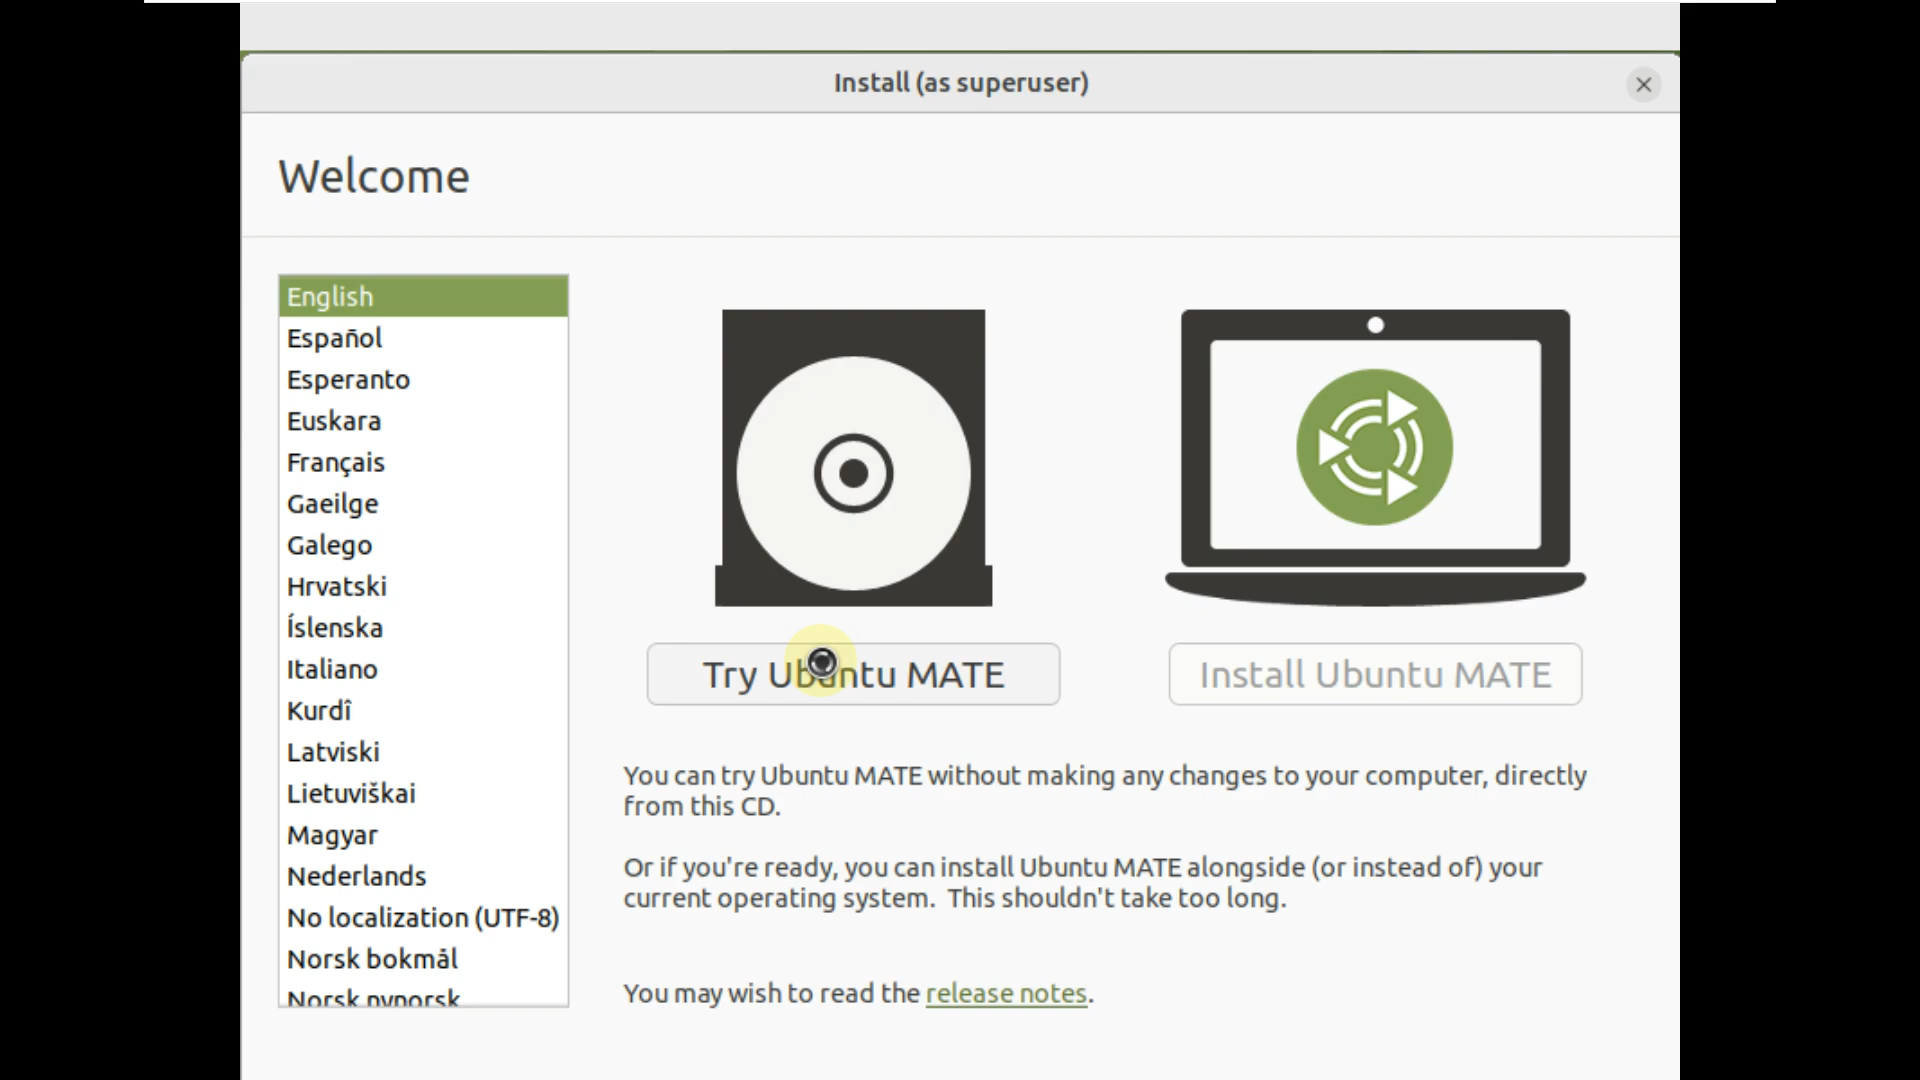 Install (as superuser)
Welcome
English
Español
Esperanto
Euskara
Français
Gaeilge
Galego
Hrvatski
Íslenska
Italiano
Kurdî
Latviski
Lietuviškai
Magyar
Nederlands
No localization (UTF-8)
Norsk bokmål
Norsk nynorsk
Try Ubuntu MATE
Install Ubuntu MATE
You can try Ubuntu MATE without making any changes to your computer, directly
from this CD.
Or if you're ready, you can install Ubuntu MATE alongside (or instead of) your
current operating system.  This shouldn't take too long.
You may wish to read the release notes.